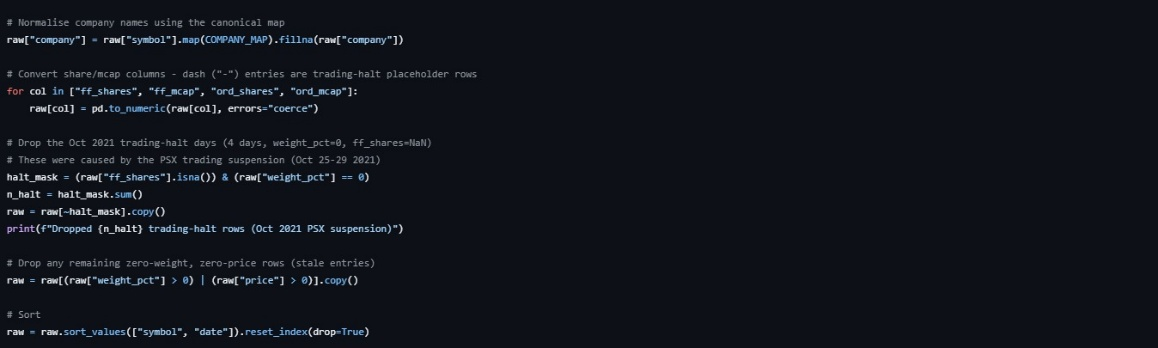 # Normalise company names using the canonical map
raw["company"] = raw["symbol"].map(COMPANY_MAP).fillna(raw["company"])
# Convert share/mcap columns - dash ("-") entries are trading-halt placeholder rows
for col in ["ff_shares", "ff_mcap", "ord_shares", "ord_mcap"]:
    raw[col] = pd.to_numeric(raw[col], errors="coerce")
# Drop the Oct 2021 trading-halt days (4 days, weight_pct=0, ff_shares=NaN)
# These were caused by the PSX trading suspension (Oct 25-29 2021)
halt_mask = (raw["ff_shares"].isna()) & (raw["weight_pct"] == 0)
n_halt = halt_mask.sum()
raw = raw[~halt_mask].copy()
print(f"Dropped {n_halt} trading-halt rows (Oct 2021 PSX suspension)")
# Drop any remaining zero-weight, zero-price rows (stale entries)
raw = raw[(raw["weight_pct"] > 0) | (raw["price"] > 0)].copy()
# Sort
raw = raw.sort_values(["symbol", "date"]).reset_index(drop=True)